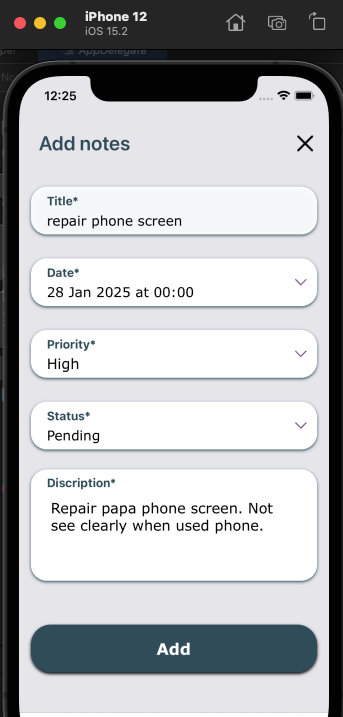 iPhone 12
iOS 15.2
AppDelegate
12:25
Add notes
Title*
repair phone screen
Date*
28 Jan 2025 at 00:00
Priority*
High
Status*
Pending
Discription*
Repair papa phone screen. Not
see clearly when used phone.
Add